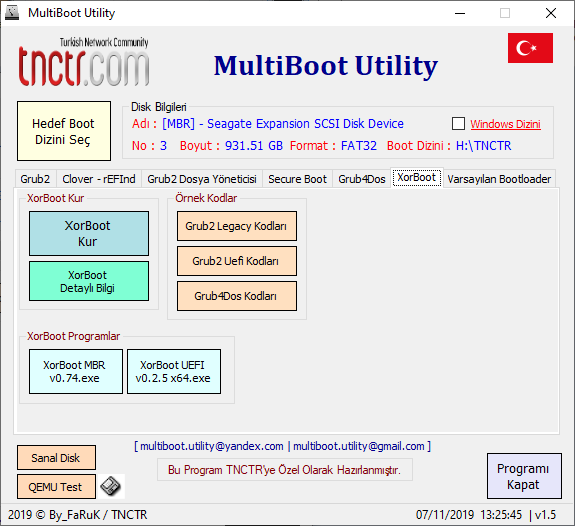 MultiBoot Utility
Turkish Network Community
tnctr.com
MultiBoot Utility
Hedef Boot
Dizini Seç
Disk Bilgileri
Adı : [MBR] - Seagate Expansion SCSI Disk Device
Windows Dizini
No : 3 Boyut : 931.51 GB Format : FAT32 Boot Dizini : H:\TNCTR
Grub2
Clover - rEFInd
Grub2 Dosya Yöneticisi
Secure Boot
Grub4Dos
XorBoot
Varsayılan Bootloader
XorBoot Kur
XorBoot
Kur
XorBoot
Detaylı Bilgi
Örnek Kodlar
Grub2 Legacy Kodları
Grub2 Uefi Kodları
Grub4Dos Kodları
XorBoot Programlar
XorBoot MBR
v0.74.exe
XorBoot UEFI
v0.2.5 x64.exe
Sanal Disk
QEMU Test
[ multiboot.utility@yandex.com | multiboot.utility@gmail.com ]
Bu Program TNCTR'ye Özel Olarak Hazırlanmıştır.
Programı
Kapat
2019 © By_FaRuK / TNCTR
07/11/2019 13:25:45 | v1.5